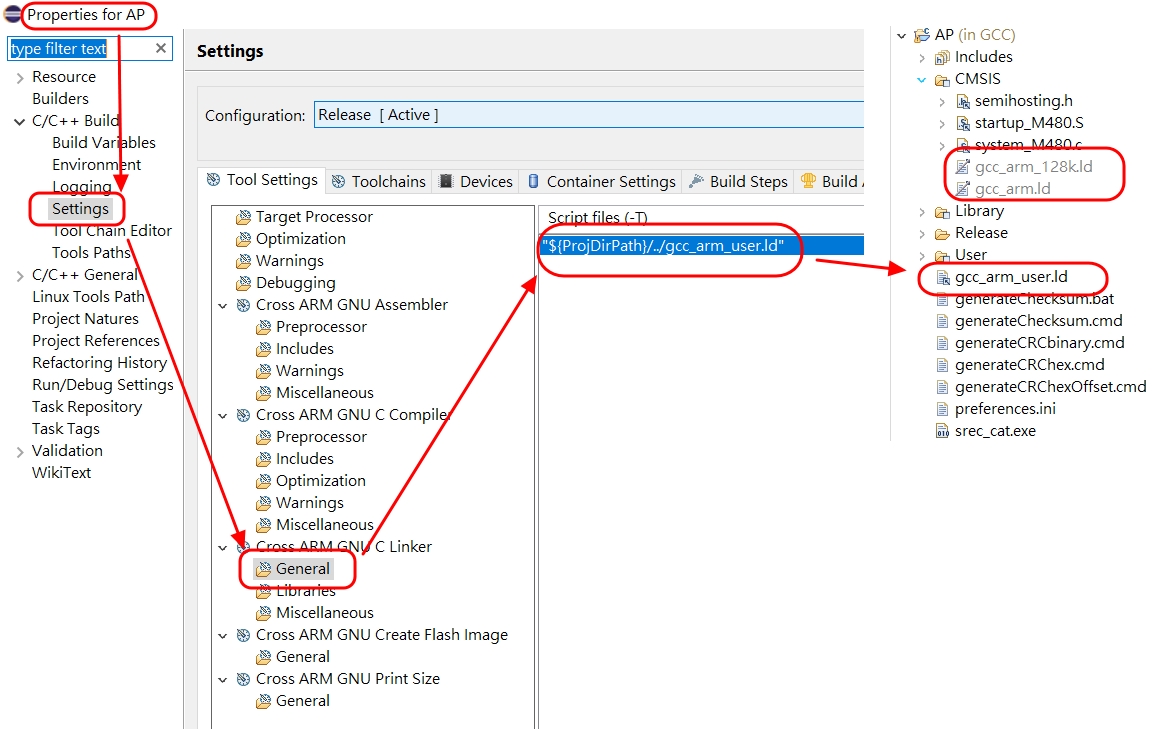 Properties for AP
type filter text
Resource
Builders
C/C++ Build
Build Variables
Environment
Logging
Settings
Tool Chain Editor
Tools Paths
C/C++ General
Linux Tools Path
Project Natures
Project References
Refactoring History
Run/Debug Settings
Task Repository
Task Tags
Validation
WikiText
Settings
Configuration: Release [ Active ]
Tool Settings Toolchains Devices Container Settings Build Steps Build
Target Processor
Optimization
Warnings
Debugging
Cross ARM GNU Assembler
Preprocessor
Includes
Warnings
Miscellaneous
Cross ARM GNU C Compiler
Preprocessor
Includes
Optimization
Warnings
Miscellaneous
Cross ARM GNU C Linker
General
Libraries
Miscellaneous
Cross ARM GNU Create Flash Image
General
Cross ARM GNU Print Size
General
Script files (-T)
"${ProjDirPath}/../gcc_arm_user.ld"
AP (in GCC)
Includes
CMSIS
semihosting.h
startup_M480.S
system_M480.c
gcc_arm_128k.ld
gcc_arm.ld
Library
Release
User
gcc_arm_user.ld
generateChecksum.bat
generateChecksum.cmd
generateCRCbinary.cmd
generateCRChex.cmd
generateCRChexOffset.cmd
preferences.ini
srec_cat.exe